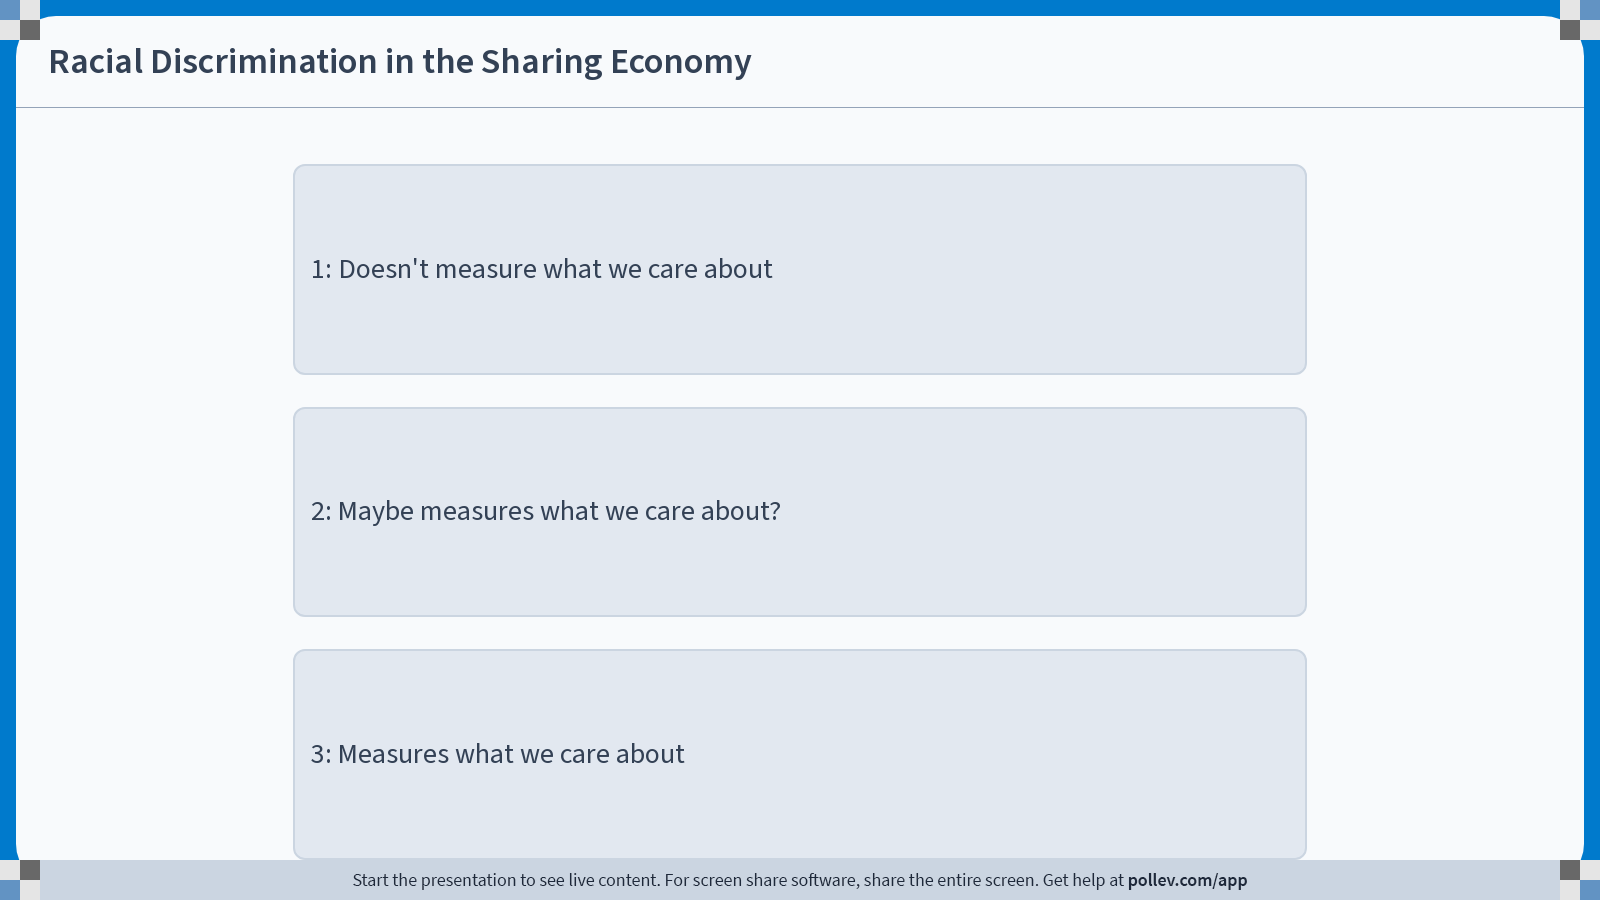 Racial Discrimination in the Sharing Economy
1: Doesn't measure what we care about
2: Maybe measures what we care about?
3: Measures what we care about
Start the presentation to see live content. For screen share software, share the entire screen. Get help at pollev.com/app